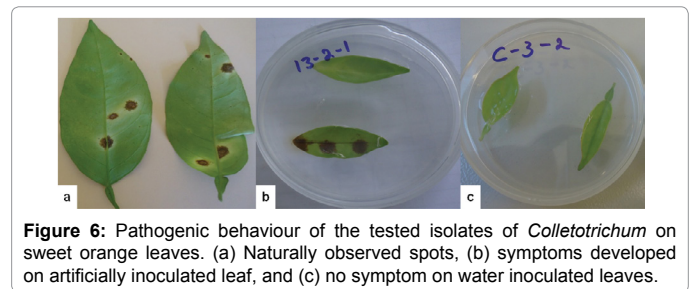 13-2-1
C-3-2
a
b
c
Figure 6: Pathogenic behaviour of the tested isolates of Colletotrichum on
sweet orange leaves. (a) Naturally observed spots, (b) symptoms developed
on artificially inoculated leaf, and (c) no symptom on water inoculated leaves.